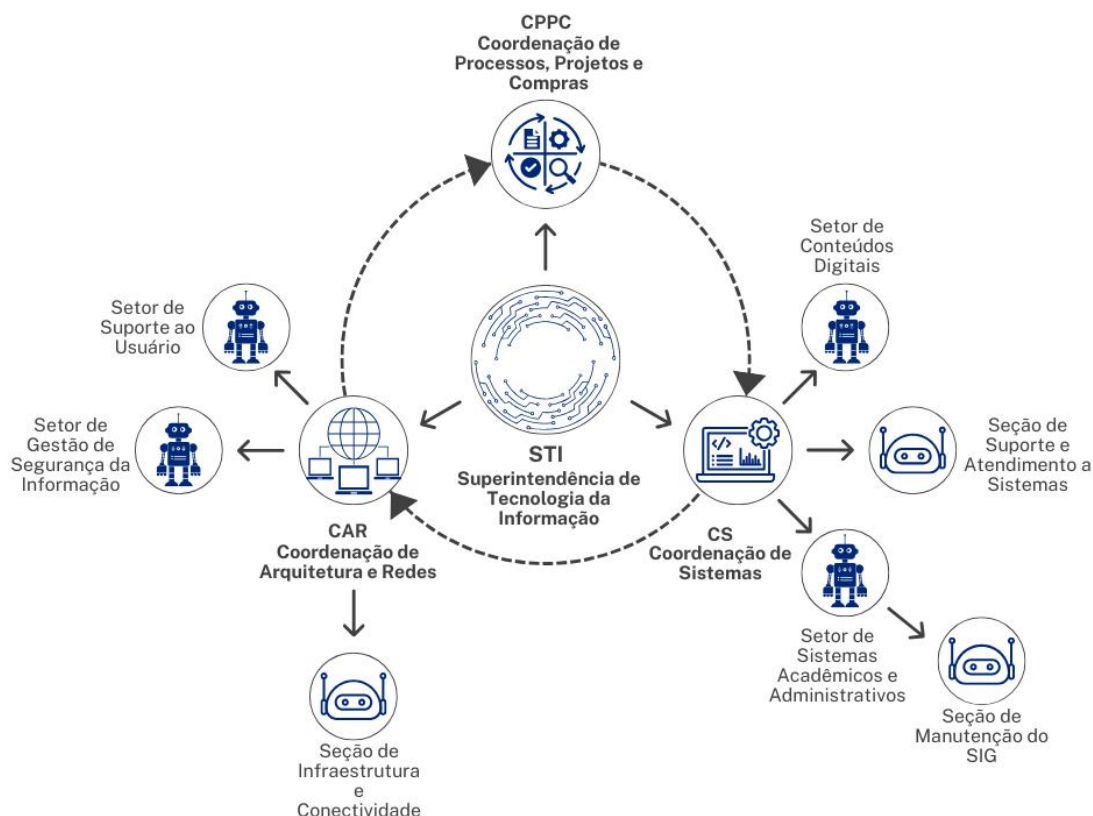 CPPC
Coordenação de
Processos, Projetos e
Compras
Setor de
Conteúdos
Digitais
Setor de
Suporte ao
Usuário
Setor de
Gestão de
Segurança da
Informação
STI
Superintendência de
Tecnologia da
Informação
Seção de
Suporte e
Atendimento a
Sistemas
CAR
Coordenação de
Arquitetura e Redes
CS
Coordenação de
Sistemas
Setor de
Sistemas
Acadêmicos e
Administrativos
Seção de
Manutenção do
SIG
Seção de
Infraestrutura
e
Conectividade